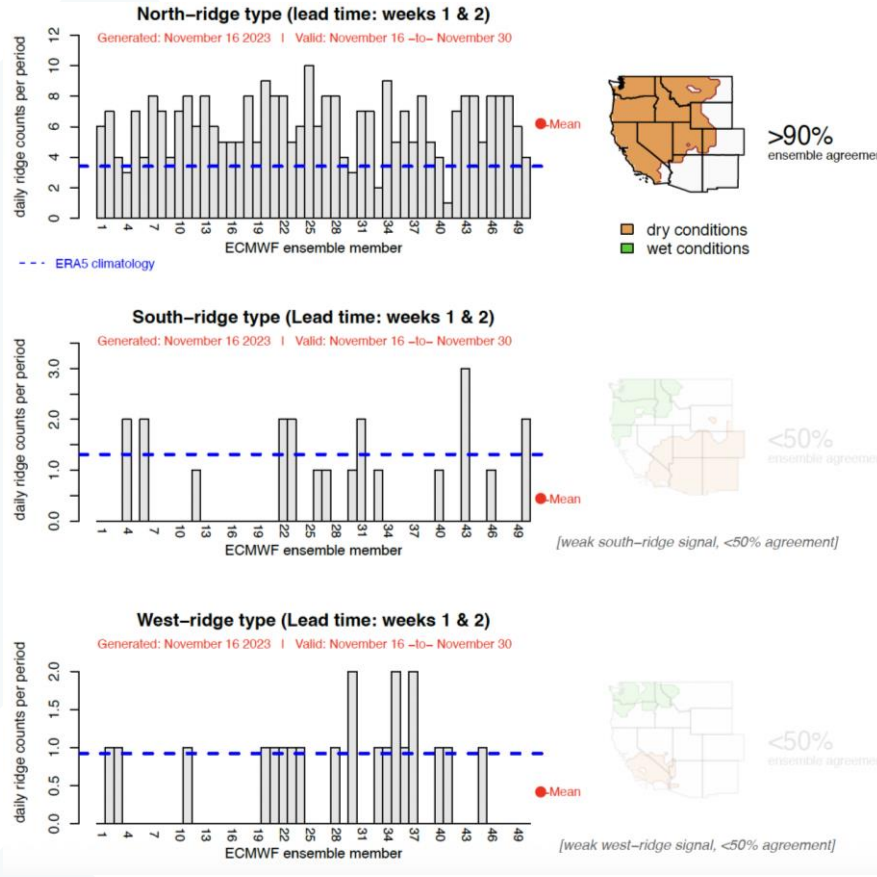 North−ridge type (lead time: weeks 1 & 2)
Generated: November 16 2023 | Valid: November 16 −to− November 30
daily ridge counts per period
0 2 4 6 8 10 12
1 4 7 10 13 16 19 22 25 28 31 34 37 40 43 46 49
ECMWF ensemble member
ERA5 climatology
Mean
>90%
ensemble
dry conditions
wet conditions
South−ridge type (Lead time: weeks 1 & 2)
Generated: November 16 2023 | Valid: November 16 −to− November 30
daily ridge counts per period
0.0 1.0 2.0 3.0
1 4 7 10 13 16 19 22 25 28 31 34 37 40 43 46 49
ECMWF ensemble member
Mean
<50%
ensemble
[weak south−ridge signal, <50% agreement]
West−ridge type (Lead time: weeks 1 & 2)
Generated: November 16 2023 | Valid: November 16 −to− November 30
daily ridge counts per period
0.0 0.5 1.0 1.5 2.0
1 4 7 10 13 16 19 22 25 28 31 34 37 40 43 46 49
ECMWF ensemble member
Mean
<50%
ensemble
[weak west−ridge signal, <50% agreement]